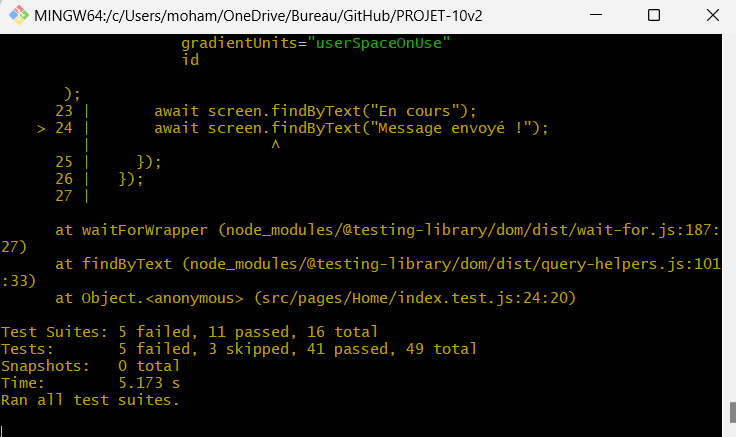 MINGW64:/c/Users/moham/OneDrive/Bureau/GitHub/PROJET-10v2
gradientUnits="userSpaceOnUse"
id
);
23 |       await screen.findByText("En cours");
> 24 |       await screen.findByText("Message envoyé !");
|                    ^
25 |     });
26 |   });
27 |
at waitForWrapper (node_modules/@testing-library/dom/dist/wait-for.js:187:
27)
at findByText (node_modules/@testing-library/dom/dist/query-helpers.js:101
:33)
at Object.<anonymous> (src/pages/Home/index.test.js:24:20)
Test Suites: 5 failed, 11 passed, 16 total
Tests:       5 failed, 3 skipped, 41 passed, 49 total
Snapshots:   0 total
Time:        5.173 s
Ran all test suites.